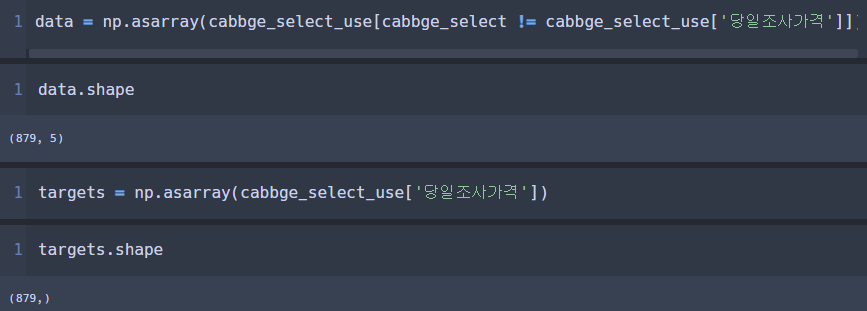 1 data = np.asarray(cabbge_select_use[cabbge_select != cabbge_select_use['당일조사가격']])
1 data.shape
(879, 5)
1 targets = np.asarray(cabbge_select_use['당일조사가격'])
1 targets.shape
(879,)